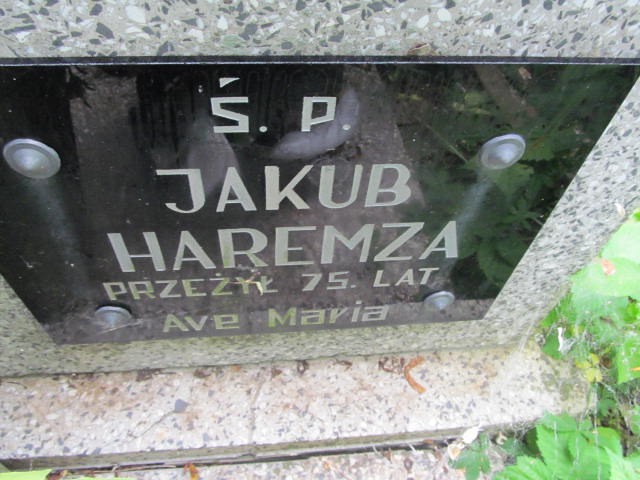 Ś. P.
JAKUB
HAREMZA
PRZEŻYŁ 75. LAT
Ave Maria